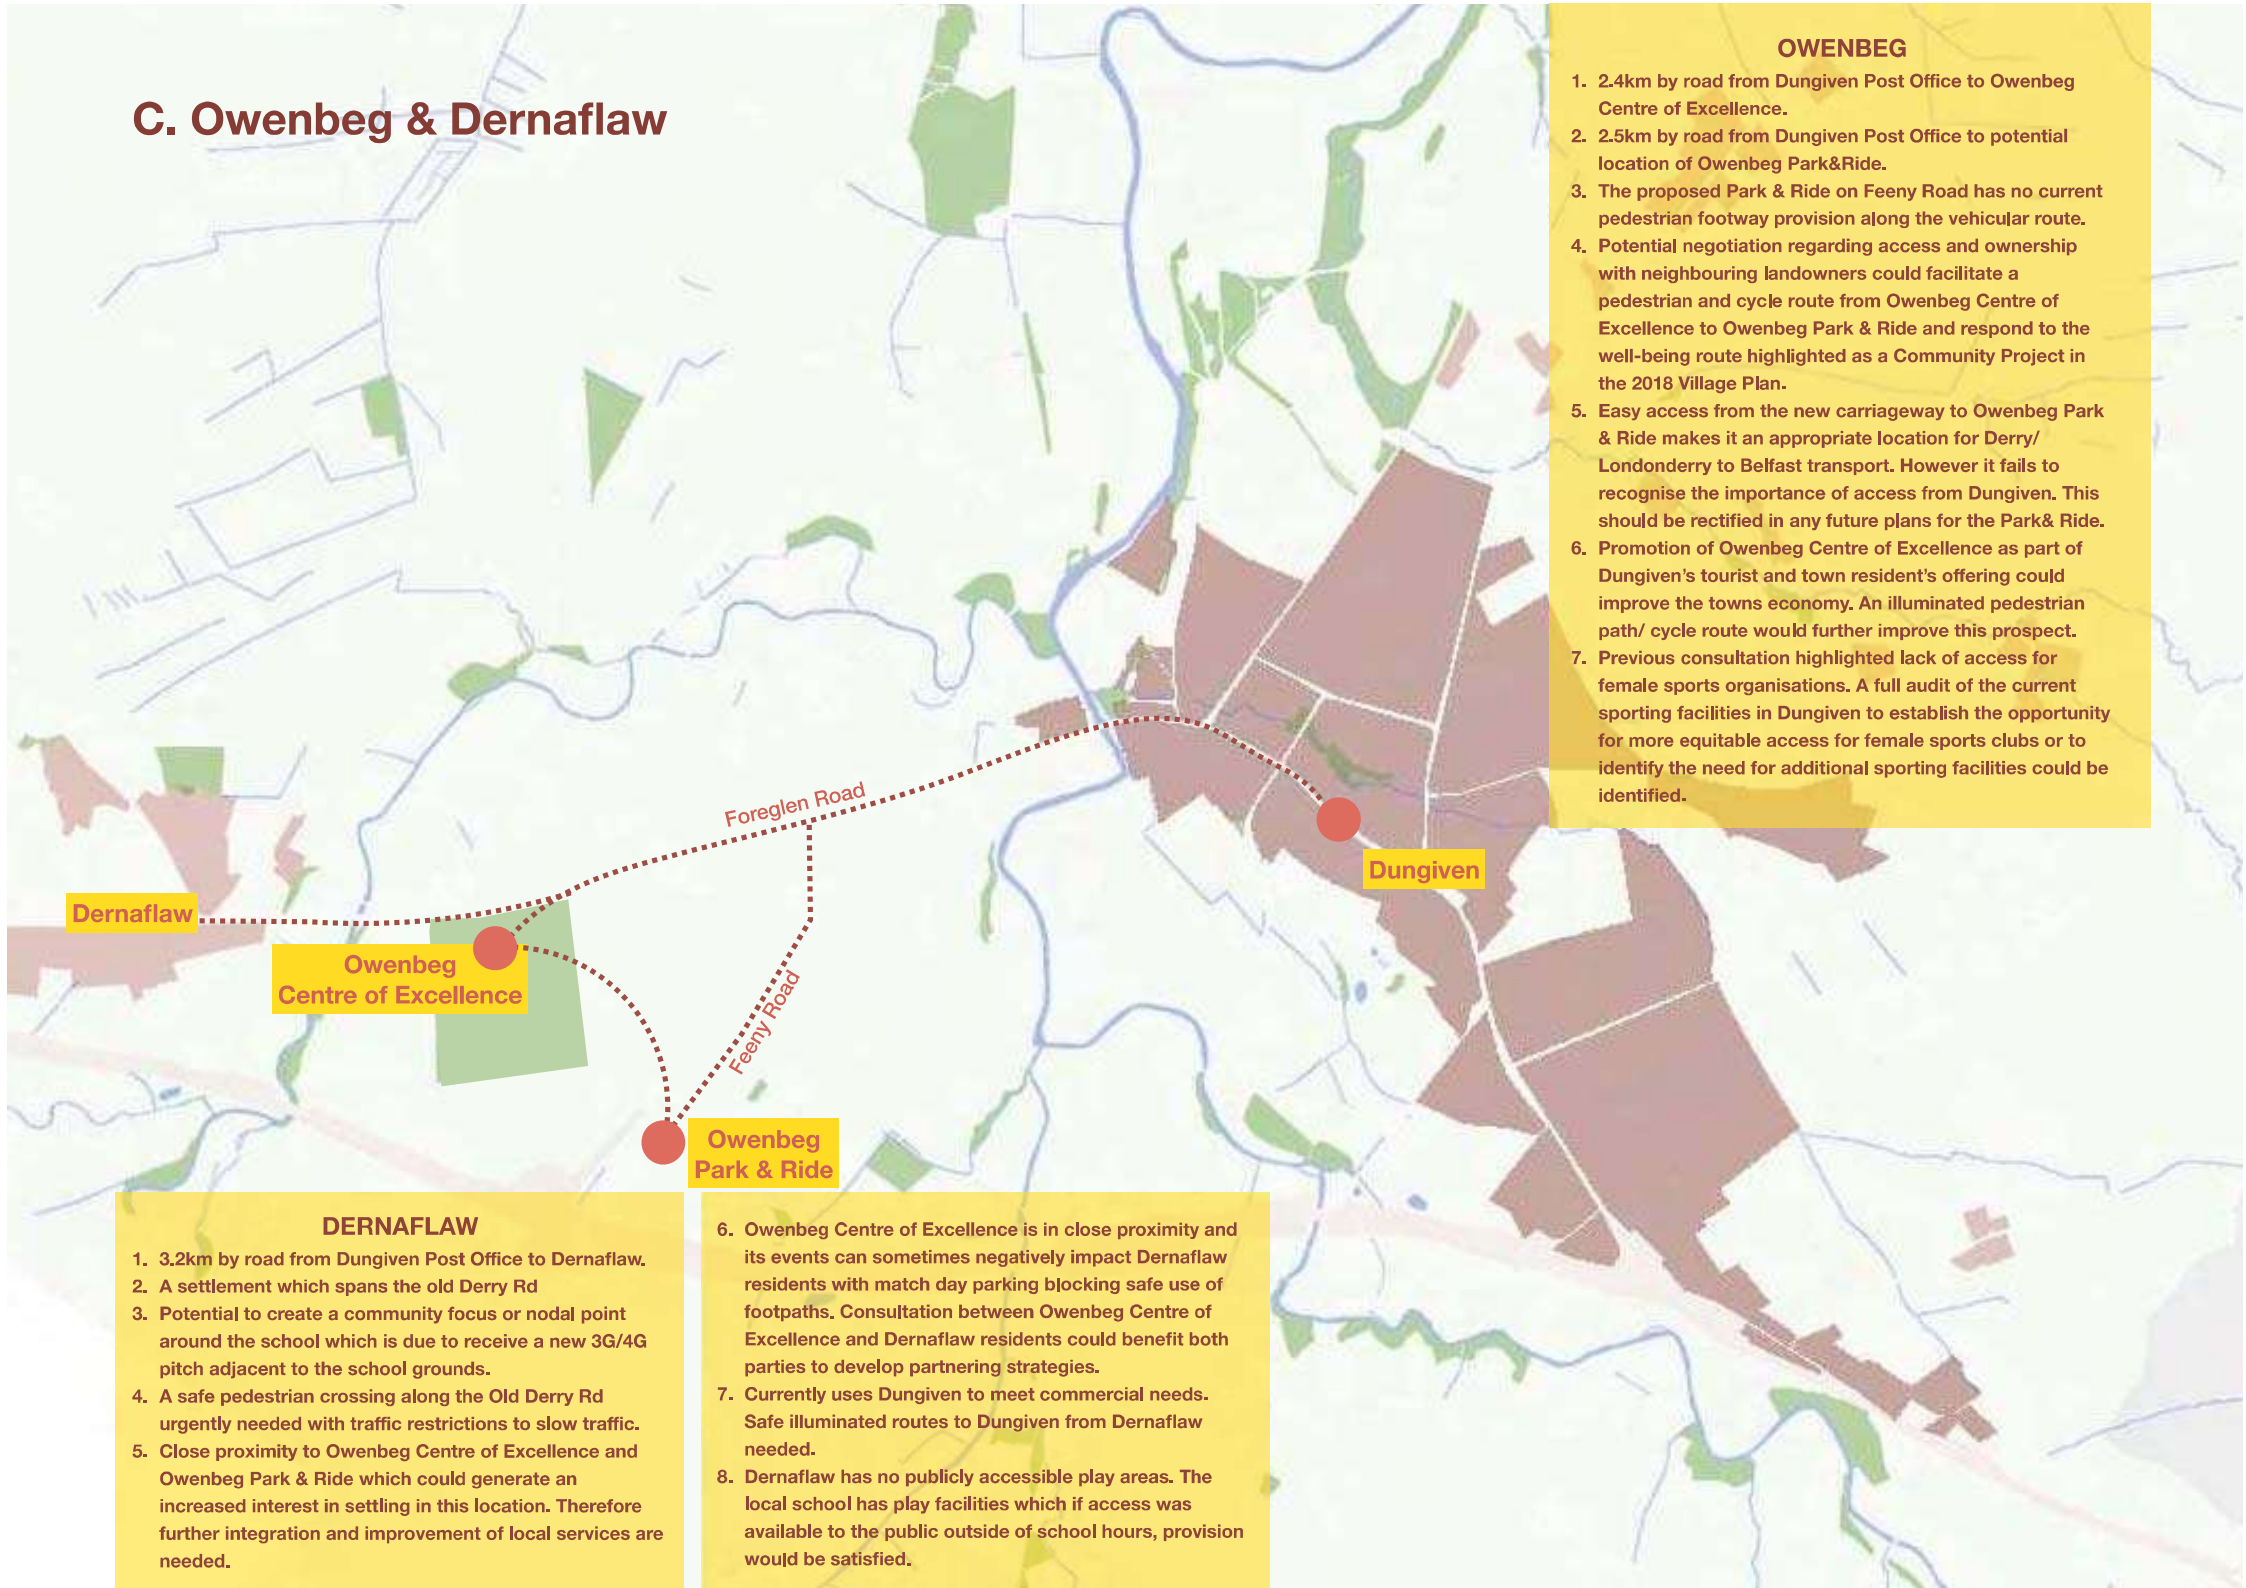 C. Owenbeg & Dernaflaw
OWENBEG
1. 2.4km by road from Dungiven Post Office to Owenbeg
Centre of Excellence.
2. 2.5km by road from Dungiven Post Office to potential
location of Owenbeg Park&Ride.
3. The proposed Park & Ride on Feeny Road has no current
pedestrian footway provision along the vehicular route.
4. Potential negotiation regarding access and ownership
with neighbouring landowners could facilitate a
pedestrian and cycle route from Owenbeg Centre of
Excellence to Owenbeg Park & Ride and respond to the
well-being route highlighted as a Community Project in
the 2018 Village Plan.
5. Easy access from the new carriageway to Owenbeg Park
& Ride makes it an appropriate location for Derry/
Londonderry to Belfast transport. However it fails to
recognise the importance of access from Dungiven. This
should be rectified in any future plans for the Park& Ride.
6. Promotion of Owenbeg Centre of Excellence as part of
Dungiven's tourist and town resident's offering could
improve the towns economy. An illuminated pedestrian
path/ cycle route would further improve this prospect.
7. Previous consultation highlighted lack of access for
female sports organisations. A full audit of the current
sporting facilities in Dungiven to establish the opportunity
for more equitable access for female sports clubs or to
identify the need for additional sporting facilities could be
identified.
Foreglen Road
Dungiven
Dernaflaw
Owenbeg
Centre of Excellence
Feeny Road
Owenbeg
Park & Ride
DERNAFLAW
1. 3.2km by road from Dungiven Post Office to Dernaflaw.
2. A settlement which spans the old Derry Rd
3. Potential to create a community focus or nodal point
around the school which is due to receive a new 3G/4G
pitch adjacent to the school grounds.
4. A safe pedestrian crossing along the Old Derry Rd
urgently needed with traffic restrictions to slow traffic.
5. Close proximity to Owenbeg Centre of Excellence and
Owenbeg Park & Ride which could generate an
increased interest in settling in this location. Therefore
further integration and improvement of local services are
needed.
6. Owenbeg Centre of Excellence is in close proximity and
its events can sometimes negatively impact Dernaflaw
residents with match day parking blocking safe use of
footpaths. Consultation between Owenbeg Centre of
Excellence and Dernaflaw residents could benefit both
parties to develop partnering strategies.
7. Currently uses Dungiven to meet commercial needs.
Safe illuminated routes to Dungiven from Dernaflaw
needed.
8. Dernaflaw has no publicly accessible play areas. The
local school has play facilities which if access was
available to the public outside of school hours, provision
would be satisfied.